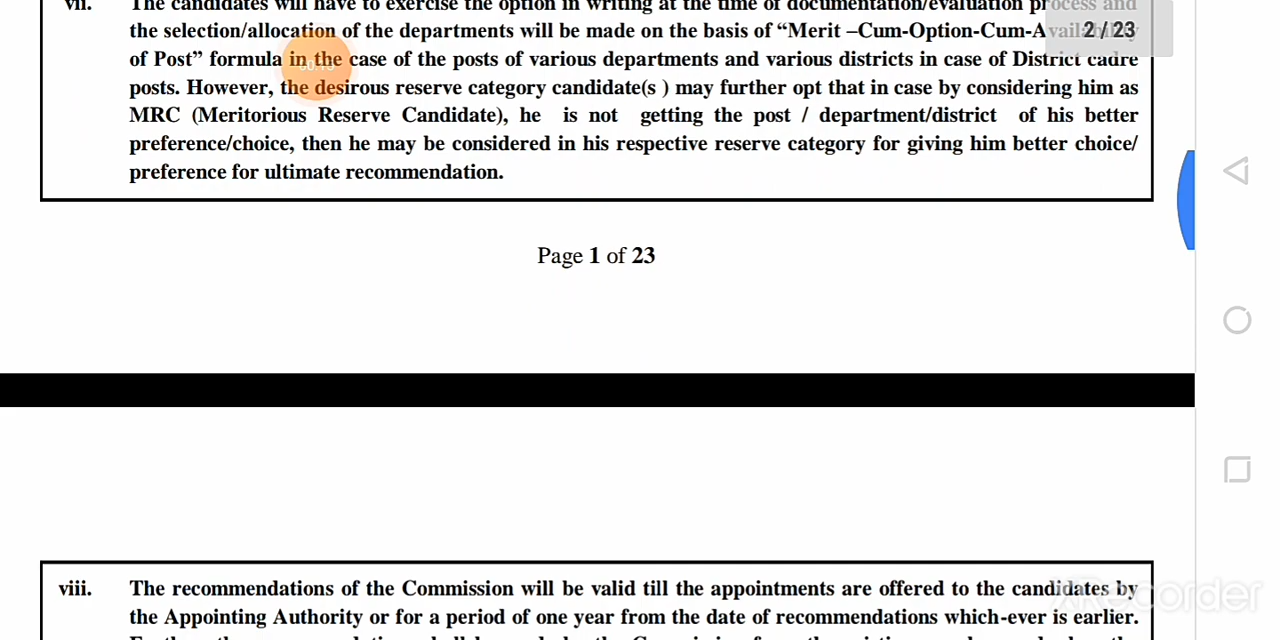 vii. The candidates will have to exercise the option in writing at the time of documentation/evaluation process and
the selection/allocation of the departments will be made on the basis of “Merit –Cum-Option-Cum-Availability
2/23
of Post” formula in the case of the posts of various departments and various districts in case of District cadre
posts. However, the desirous reserve category candidate(s ) may further opt that in case by considering him as
MRC (Meritorious Reserve Candidate), he is not getting the post / department/district of his better
preference/choice, then he may be considered in his respective reserve category for giving him better choice/
preference for ultimate recommendation.
Page 1 of 23
viii. The recommendations of the Commission will be valid till the appointments are offered to the candidates by
the Appointing Authority or for a period of one year from the date of recommendations which-ever is earlier.
XRecorder